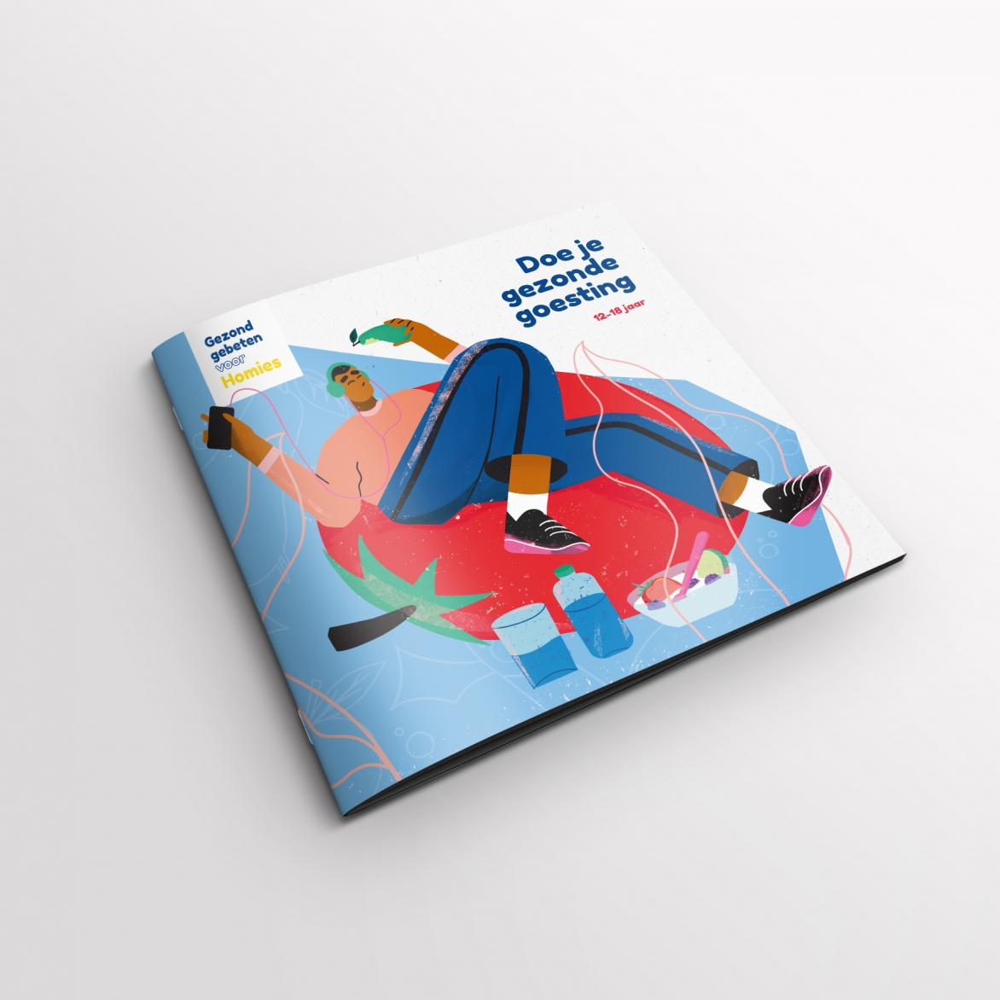 Doe je
gezonde
goesting
12-18 jaar
Gezond
gebeten
voor
Homies